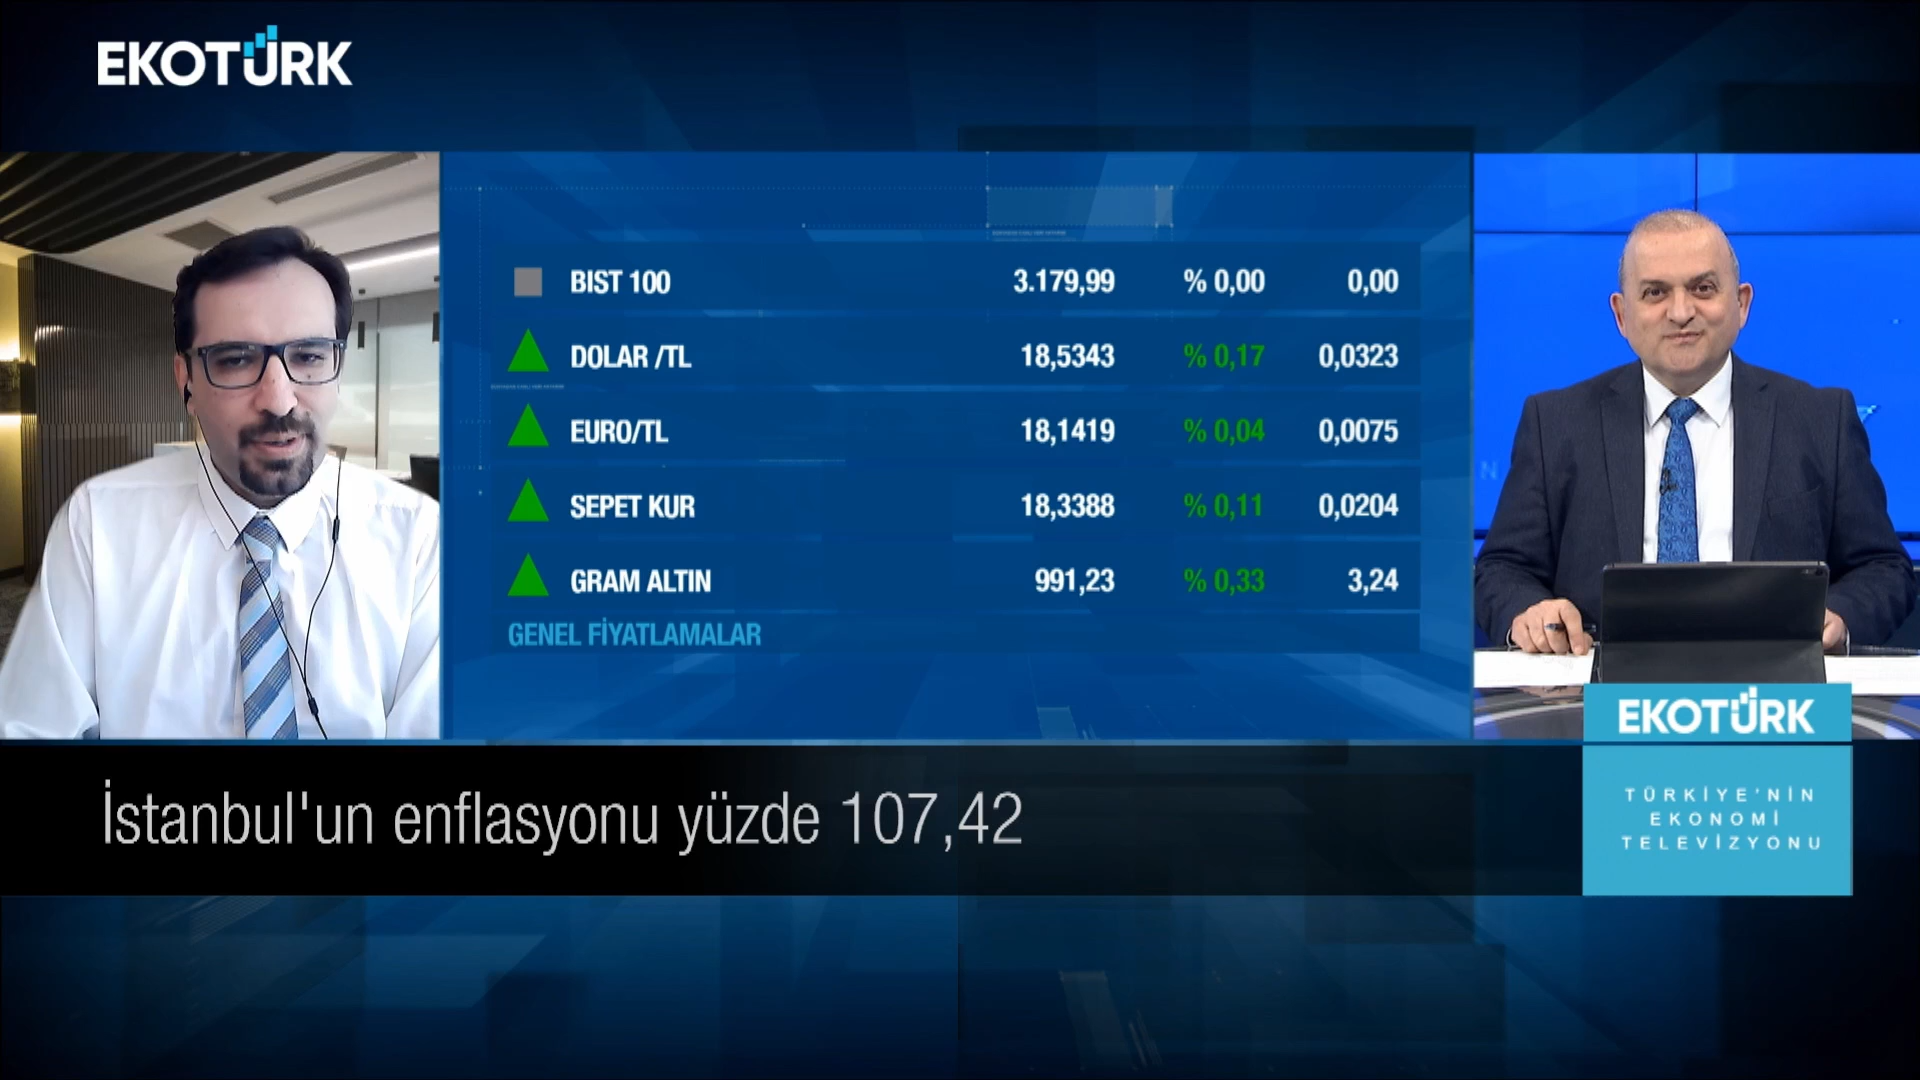 EKOTÜRK
BIST 100 3.179,99 % 0,00 0,00
DOLAR /TL 18,5343 % 0,17 0,0323
EURO/TL 18,1419 % 0,04 0,0075
SEPET KUR 18,3388 % 0,11 0,0204
GRAM ALTIN 991,23 % 0,33 3,24
GENEL FİYATLAMALAR
EKOTÜRK
İstanbul'un enflasyonu yüzde 107,42
TÜRKİYE'NİN
EKONOMİ
TELEVİZYONU